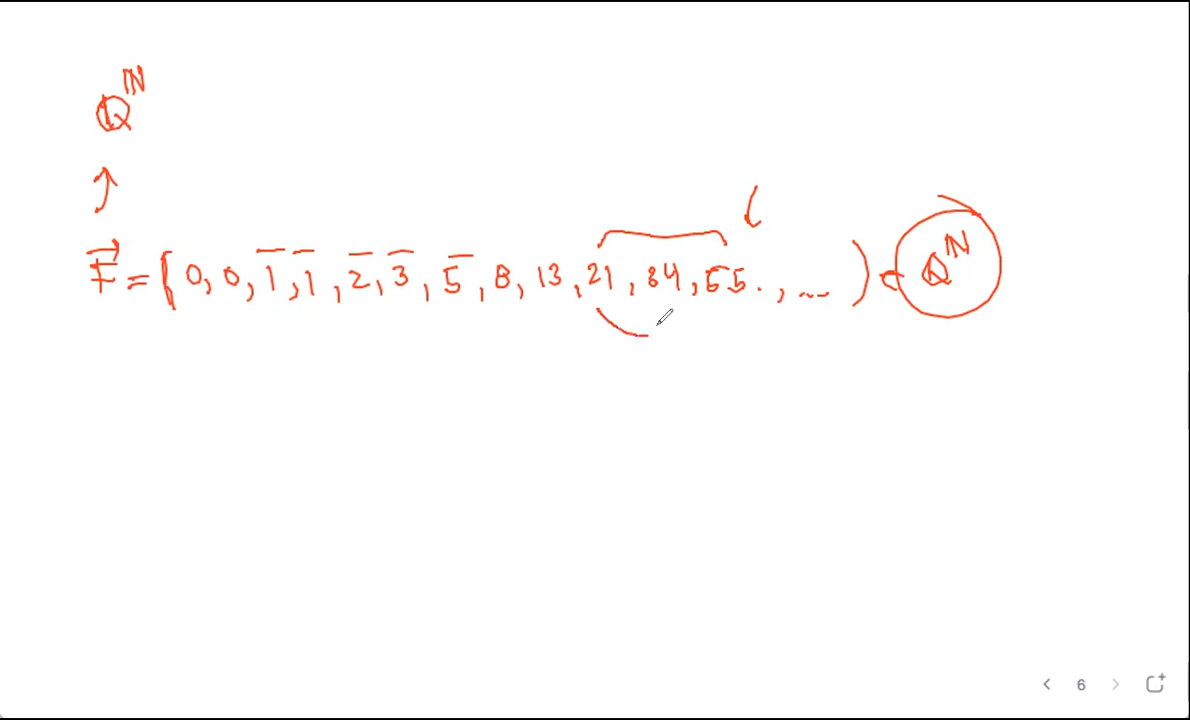 ℚ^ℕ
↑
F⃗ = (0, 0, 1, 1, 2, 3, 5, 8, 13, 21, 34, 55., ...) ∈ ℚ^ℕ
6